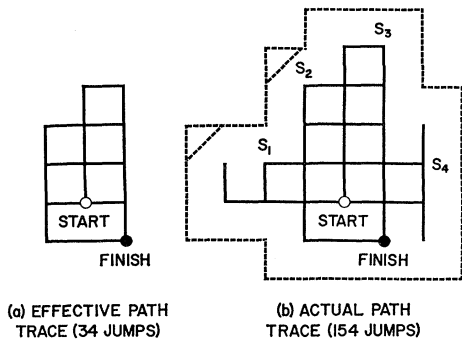 S3
S2
S1
S4
START
FINISH
START
FINISH
(a) EFFECTIVE PATH
TRACE (34 JUMPS)
(b) ACTUAL PATH
TRACE (154 JUMPS)